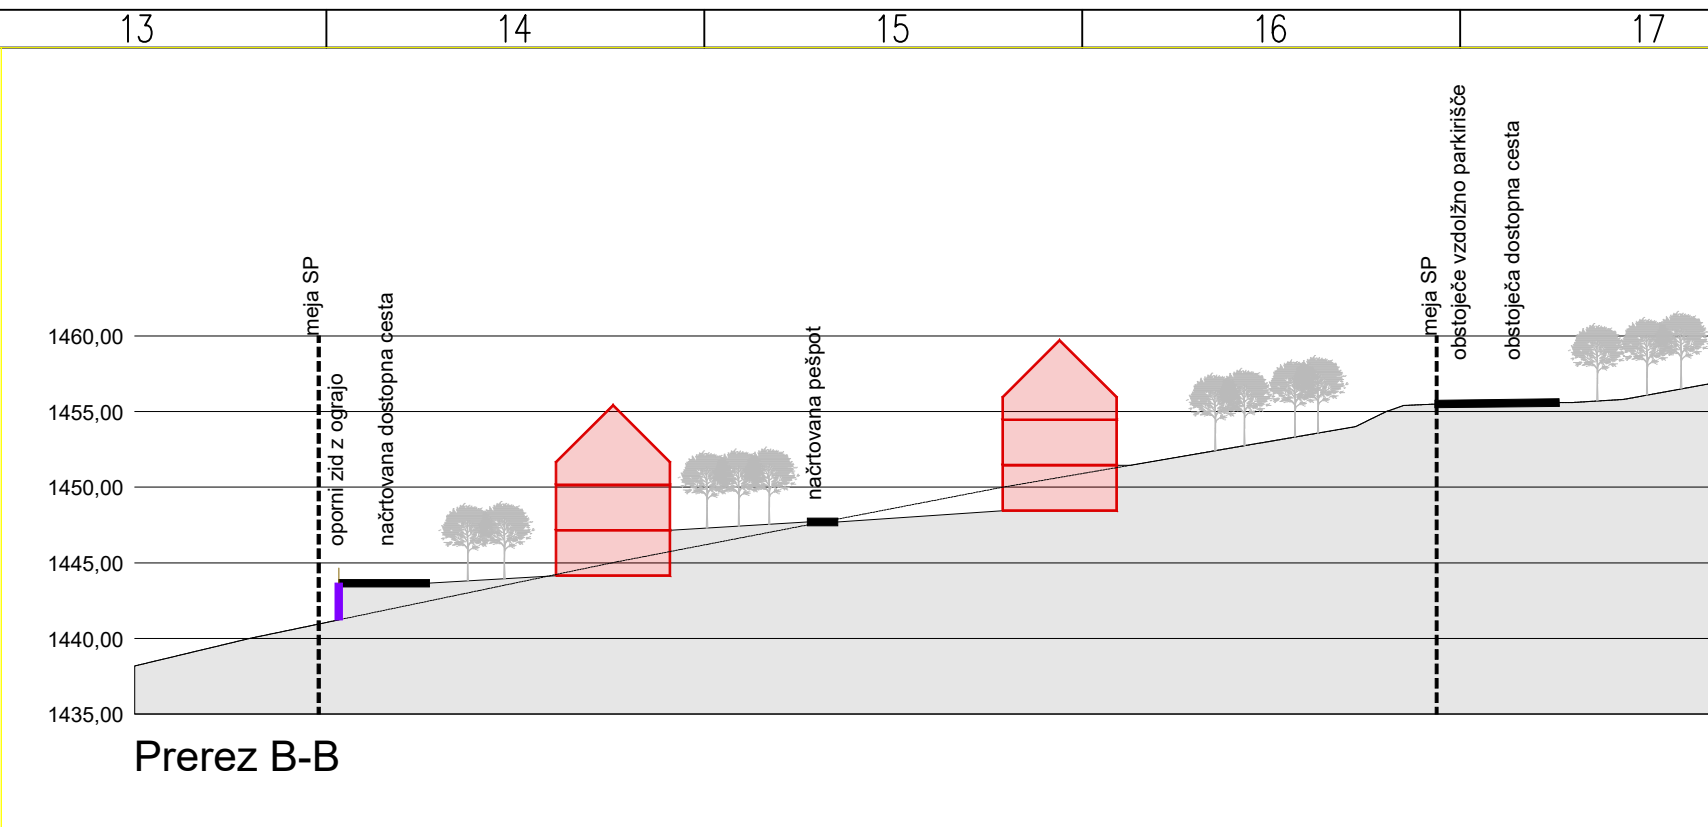 13
14
15
16
17
meja SP
oporni zid z ograjo
načrtovana dostopna cesta
načrtovana pešpot
meja SP
obstoječe vzdolžno parkirišče
obstoječa dostopna cesta
1460,00
1455,00
1450,00
1445,00
1440,00
1435,00
Prerez B-B